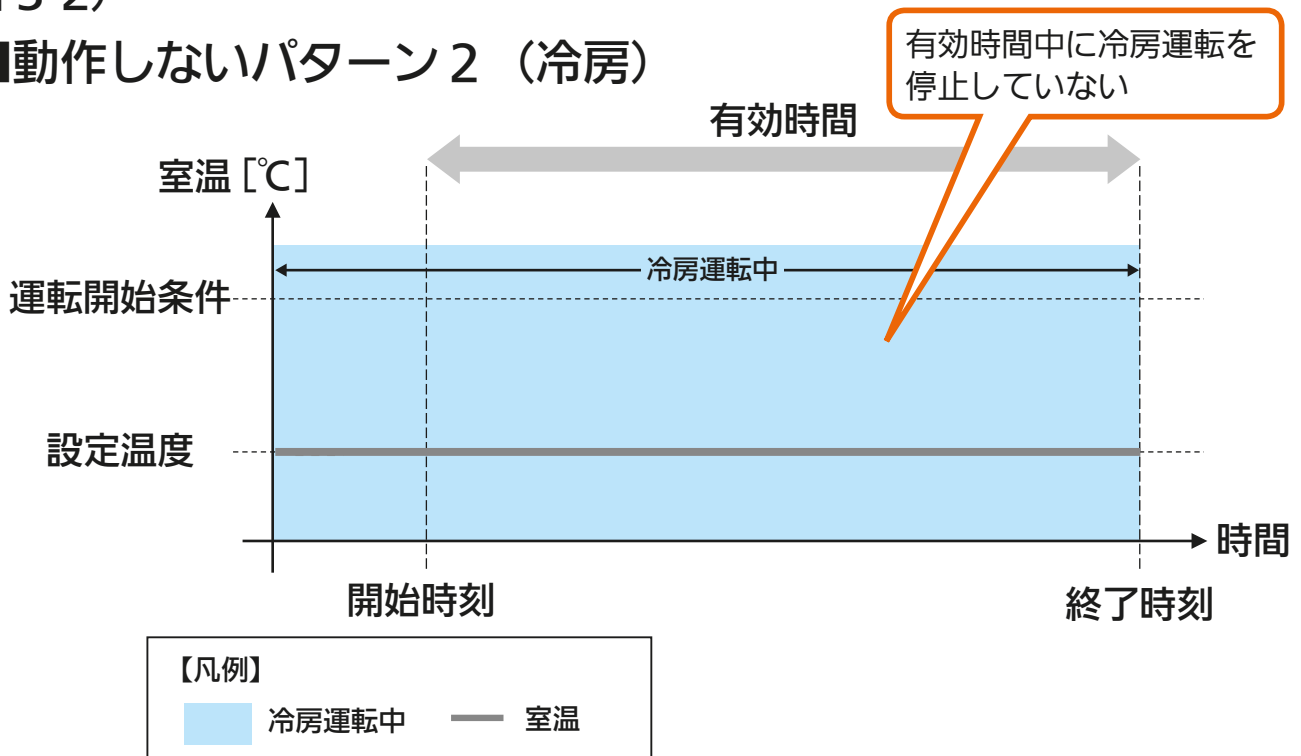 ■動作しないパターン2（冷房）
有効時間中に冷房運転を
停止していない
有効時間
室温［℃］
冷房運転中
運転開始条件
設定温度
時間
開始時刻
終了時刻
【凡例】
冷房運転中 室温